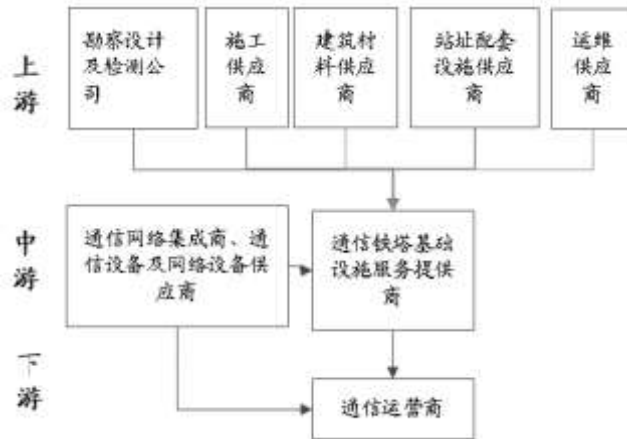 上游
勘察设计
及检测公
司
施工
供应
商
建筑材
料供应
商
站址配套
设施供应
商
运维
供应
商
中游
通信网络集成商、通
信设备及网络设备供
应商
通信铁塔基础
设施服务提供
商
下游
通信运营商